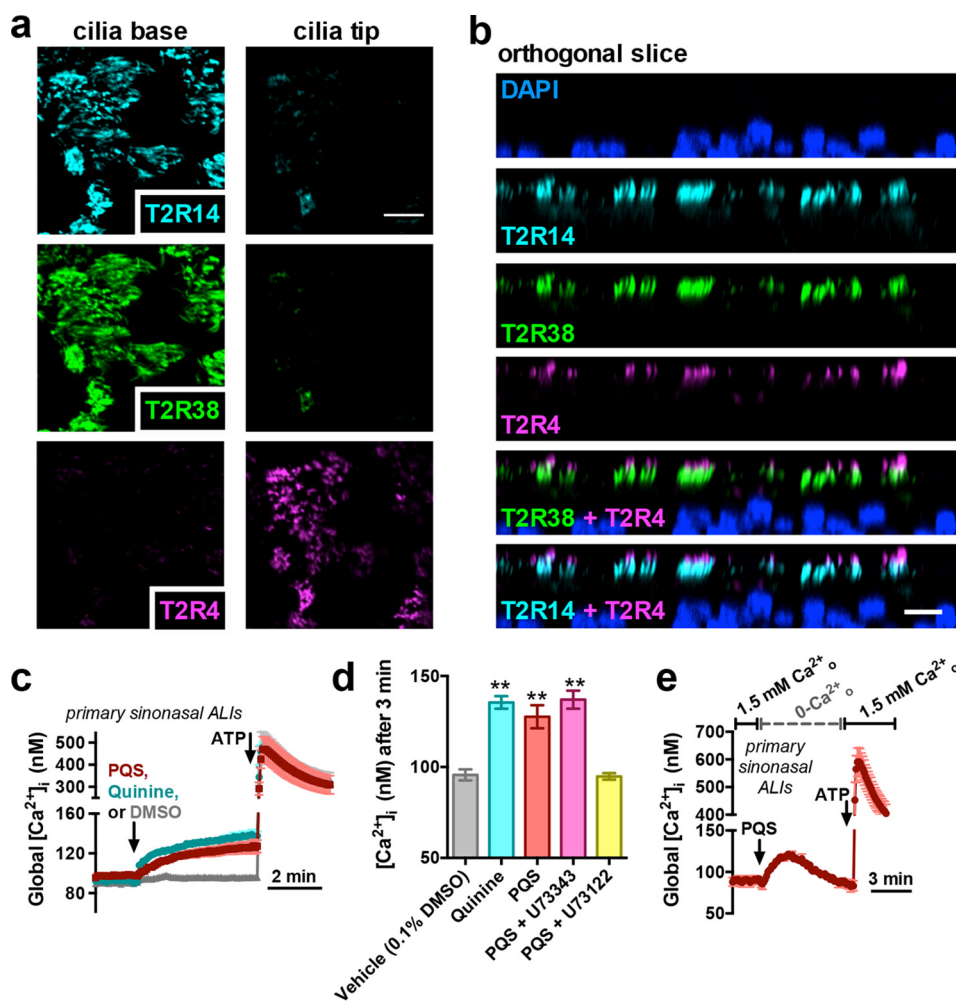 a
cilia base
cilia tip
T2R14
T2R38
T2R4
b
orthogonal slice
DAPI
T2R14
T2R38
T2R4
T2R38 + T2R4
T2R14 + T2R4
c
primary sinonasal ALIs
ATP
PQS,
Quinine,
or DMSO
Global [Ca²⁺]ᵢ (nM)
500
400
300
120
90
2 min
d
[Ca²⁺]ᵢ (nM) after 3 min
150
100
50
**
**
**
Vehicle (0.1% DMSO)
Quinine
PQS
PQS + U73343
PQS + U73122
e
1.5 mM Ca²⁺ₒ
0-Ca²⁺ₒ
1.5 mM Ca²⁺ₒ
primary
sinonasal
ALIs
ATP
PQS
Global [Ca²⁺]ᵢ (nM)
700
600
500
400
150
100
50
3 min